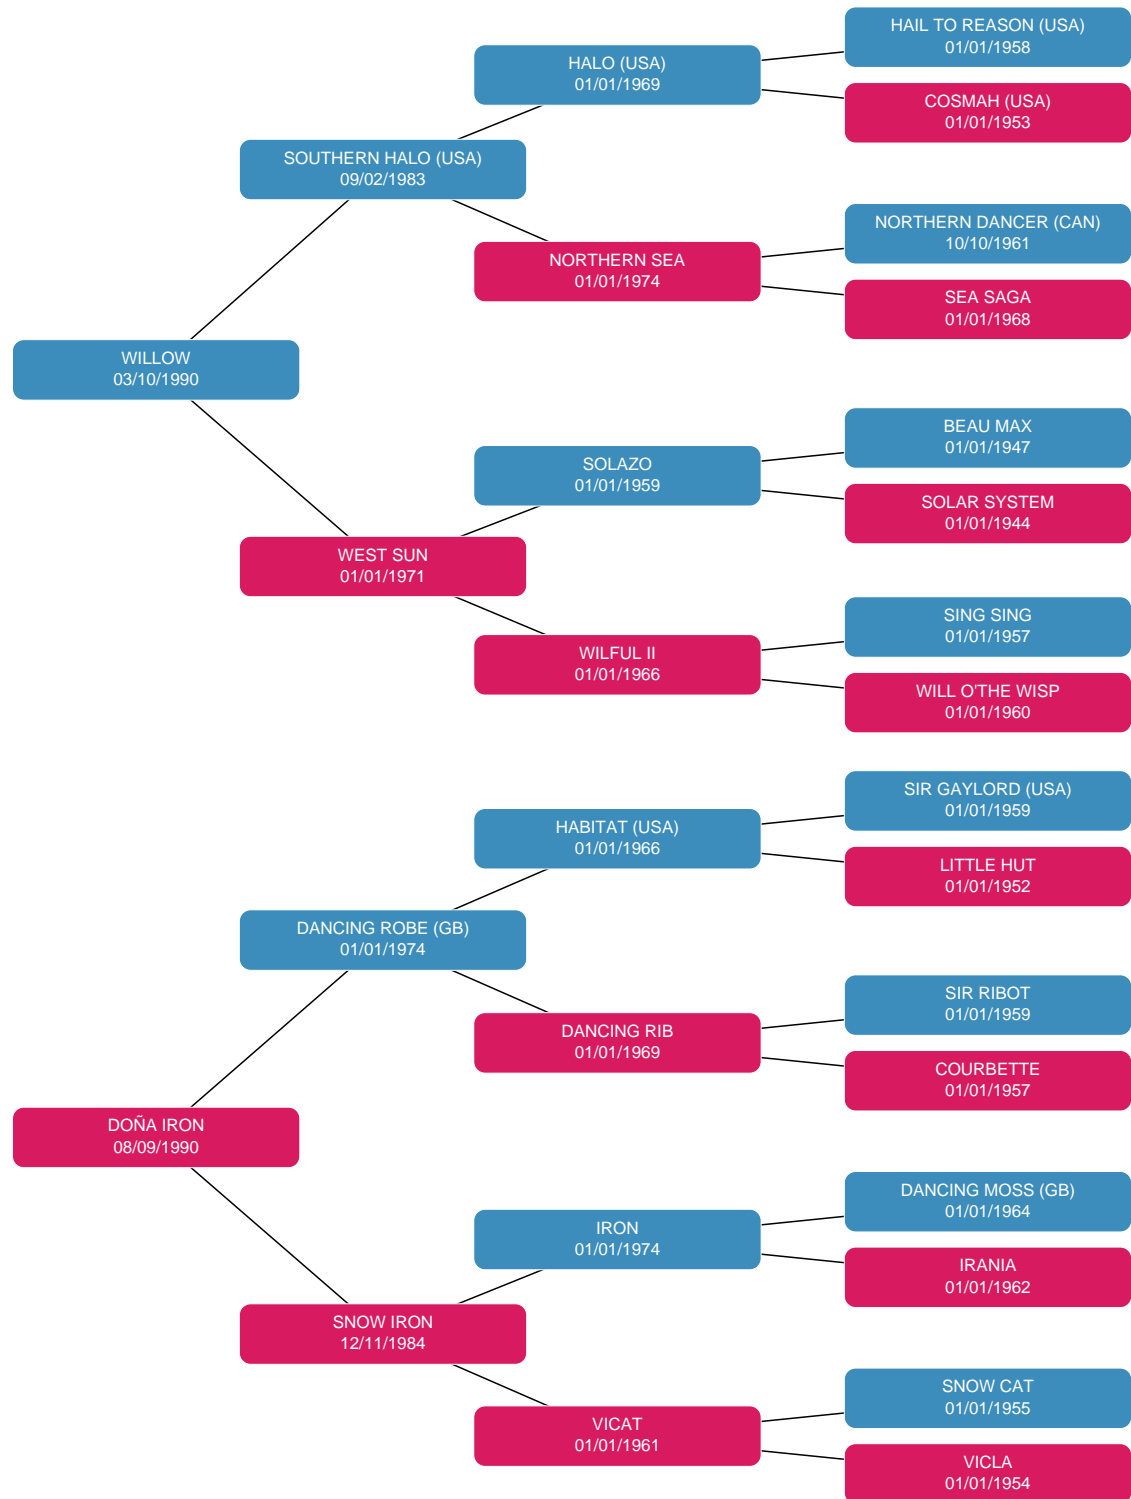 HAIL TO REASON (USA)
01/01/1958
HALO (USA)
01/01/1969
COSMAH (USA)
01/01/1953
SOUTHERN HALO (USA)
09/02/1983
NORTHERN DANCER (CAN)
10/10/1961
NORTHERN SEA
01/01/1974
SEA SAGA
01/01/1968
WILLOW
03/10/1990
BEAU MAX
01/01/1947
SOLAZO
01/01/1959
SOLAR SYSTEM
01/01/1944
WEST SUN
01/01/1971
SING SING
01/01/1957
WILFUL II
01/01/1966
WILL O'THE WISP
01/01/1960
SIR GAYLORD (USA)
01/01/1959
HABITAT (USA)
01/01/1966
LITTLE HUT
01/01/1952
DANCING ROBE (GB)
01/01/1974
SIR RIBOT
01/01/1959
DANCING RIB
01/01/1969
COURBETTE
01/01/1957
DOÑA IRON
08/09/1990
DANCING MOSS (GB)
01/01/1964
IRON
01/01/1974
IRANIA
01/01/1962
SNOW IRON
12/11/1984
SNOW CAT
01/01/1955
VICAT
01/01/1961
VICLA
01/01/1954